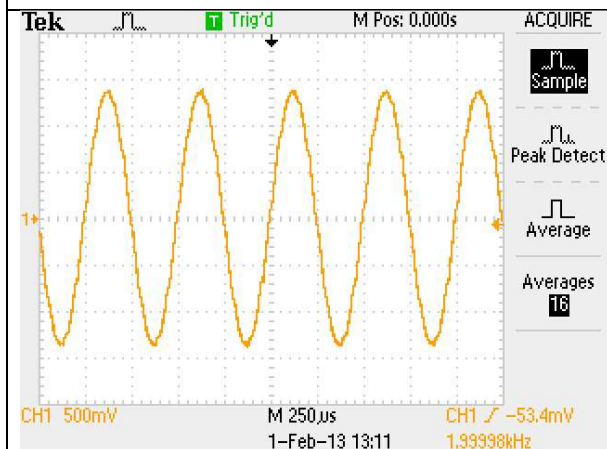 Tek T Trig'd M Pos: 0.000s ACQUIRE
Sample
Peak Detect
1
Average
Averages
16
CH1 500mV M 250µs CH1 -53.4mV
1-Feb-13 13:11 1.99998kHz